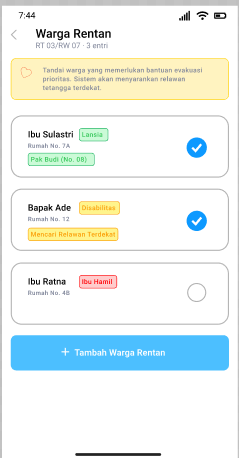 7:44
Warga Rentan
RT 03/RW 07 · 3 entri
Tandai warga yang memerlukan bantuan evakuasi
prioritas. Sistem akan menyarankan relawan
tetangga terdekat.
Ibu Sulastri Lansia
Rumah No. 7A
Pak Budi (No. 08)
Bapak Ade Disabilitas
Rumah No. 12
Mencari Relawan Terdekat
Ibu Ratna Ibu Hamil
Rumah No. 4B
+ Tambah Warga Rentan